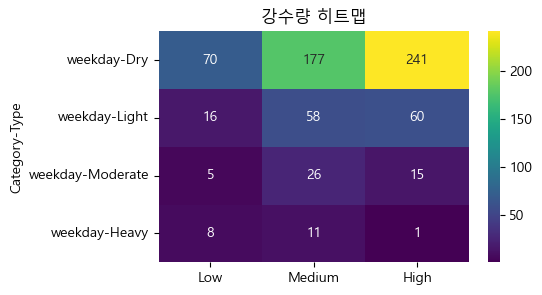 강수량 히트맵
Category-Type
weekday-Dry 70 177 241
weekday-Light 16 58 60
weekday-Moderate 5 26 15
weekday-Heavy 8 11 1
Low Medium High
200
150
100
50